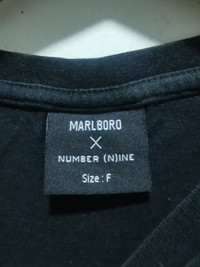 MARLBORO
X
NUMBER (N)INE
Size : F